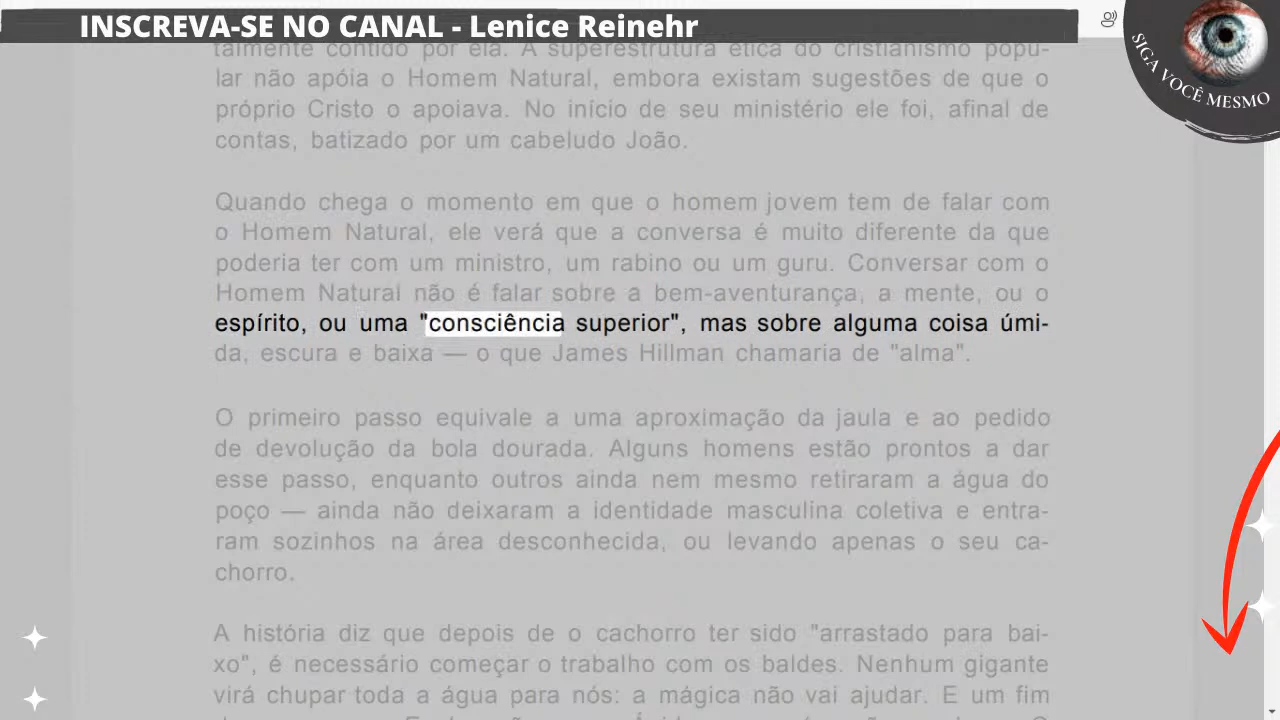 INSCREVA-SE NO CANAL - Lenice Reinehr
SIGA VOCÊ MESMO
talmente contido por ela. A superestrutura ética do cristianismo popu-
lar não apóia o Homem Natural, embora existam sugestões de que o
próprio Cristo o apoiava. No início de seu ministério ele foi, afinal de
contas, batizado por um cabeludo João.
Quando chega o momento em que o homem jovem tem de falar com
o Homem Natural, ele verá que a conversa é muito diferente da que
poderia ter com um ministro, um rabino ou um guru. Conversar com o
Homem Natural não é falar sobre a bem-aventurança, a mente, ou o
espírito, ou uma "consciência superior", mas sobre alguma coisa úmi-
da, escura e baixa — o que James Hillman chamaria de "alma".
O primeiro passo equivale a uma aproximação da jaula e ao pedido
de devolução da bola dourada. Alguns homens estão prontos a dar
esse passo, enquanto outros ainda nem mesmo retiraram a água do
poço — ainda não deixaram a identidade masculina coletiva e entra-
ram sozinhos na área desconhecida, ou levando apenas o seu ca-
chorro.
A história diz que depois de o cachorro ter sido "arrastado para bai-
xo", é necessário começar o trabalho com os baldes. Nenhum gigante
virá chupar toda a água para nós: a mágica não vai ajudar. E um fim